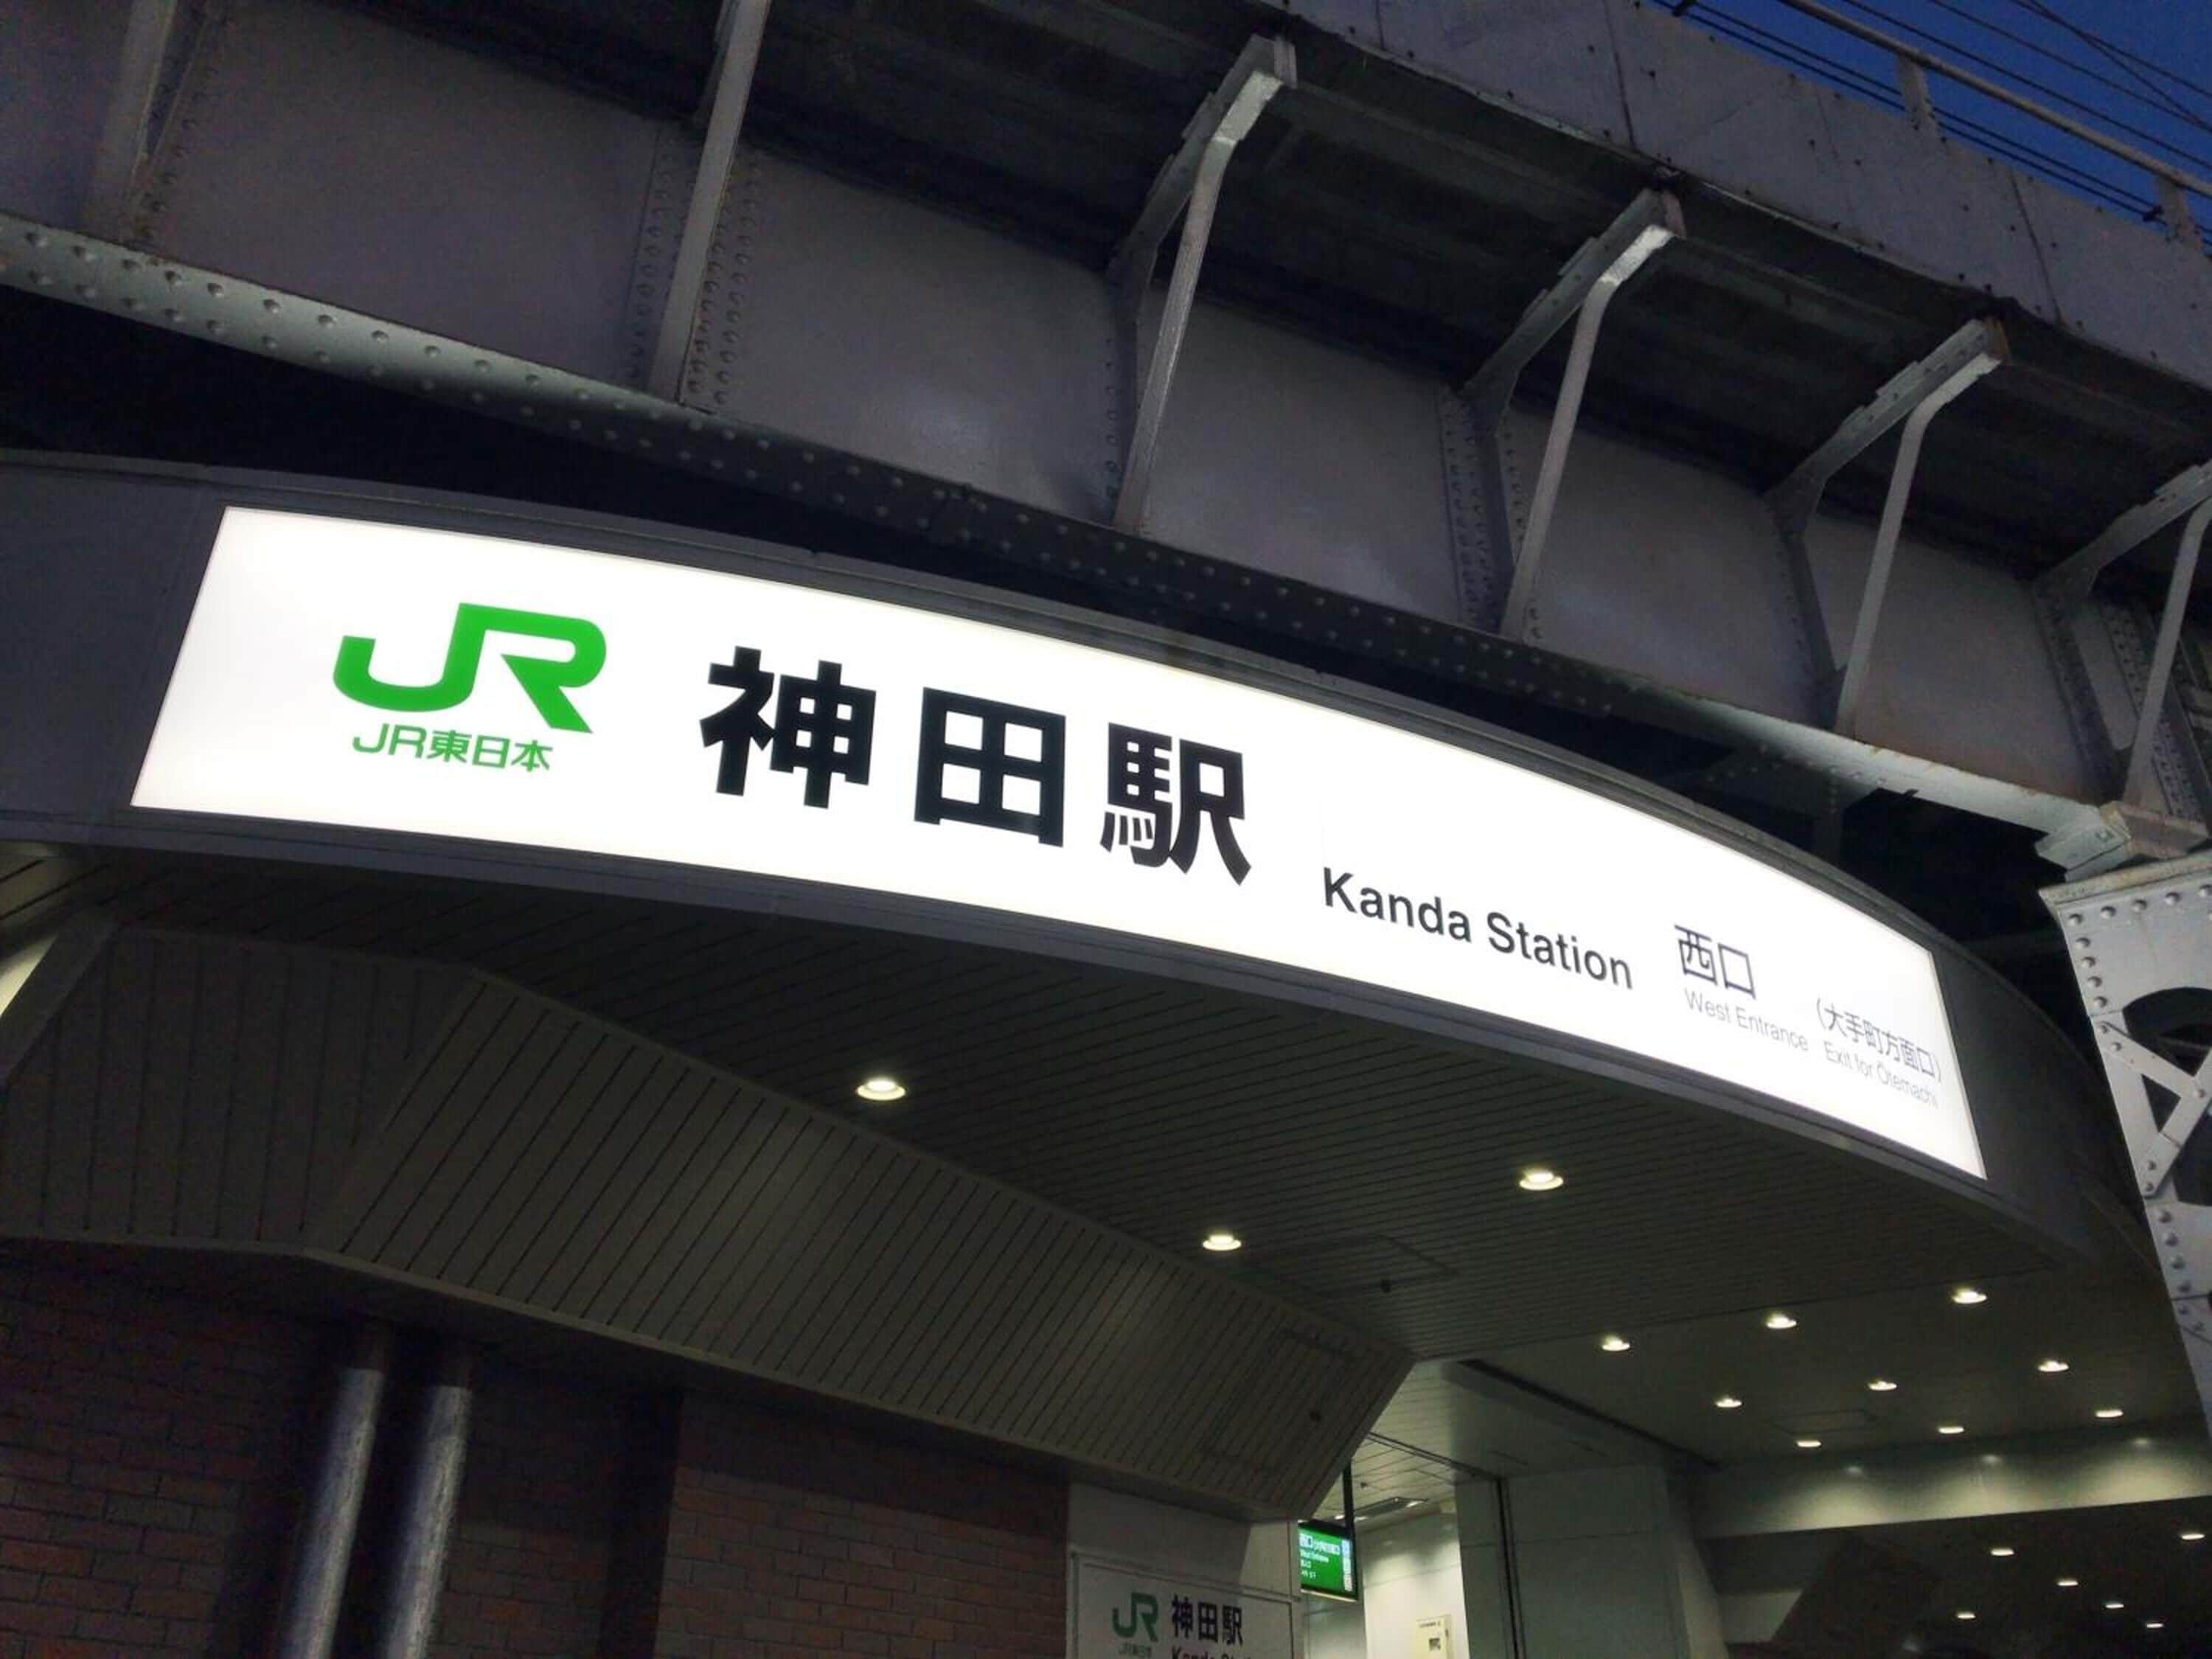 JR
JR東日本
神田駅
Kanda Station
西口
West Entrance
（大手町方面口）
Exit for Otemachi
JR
神田駅